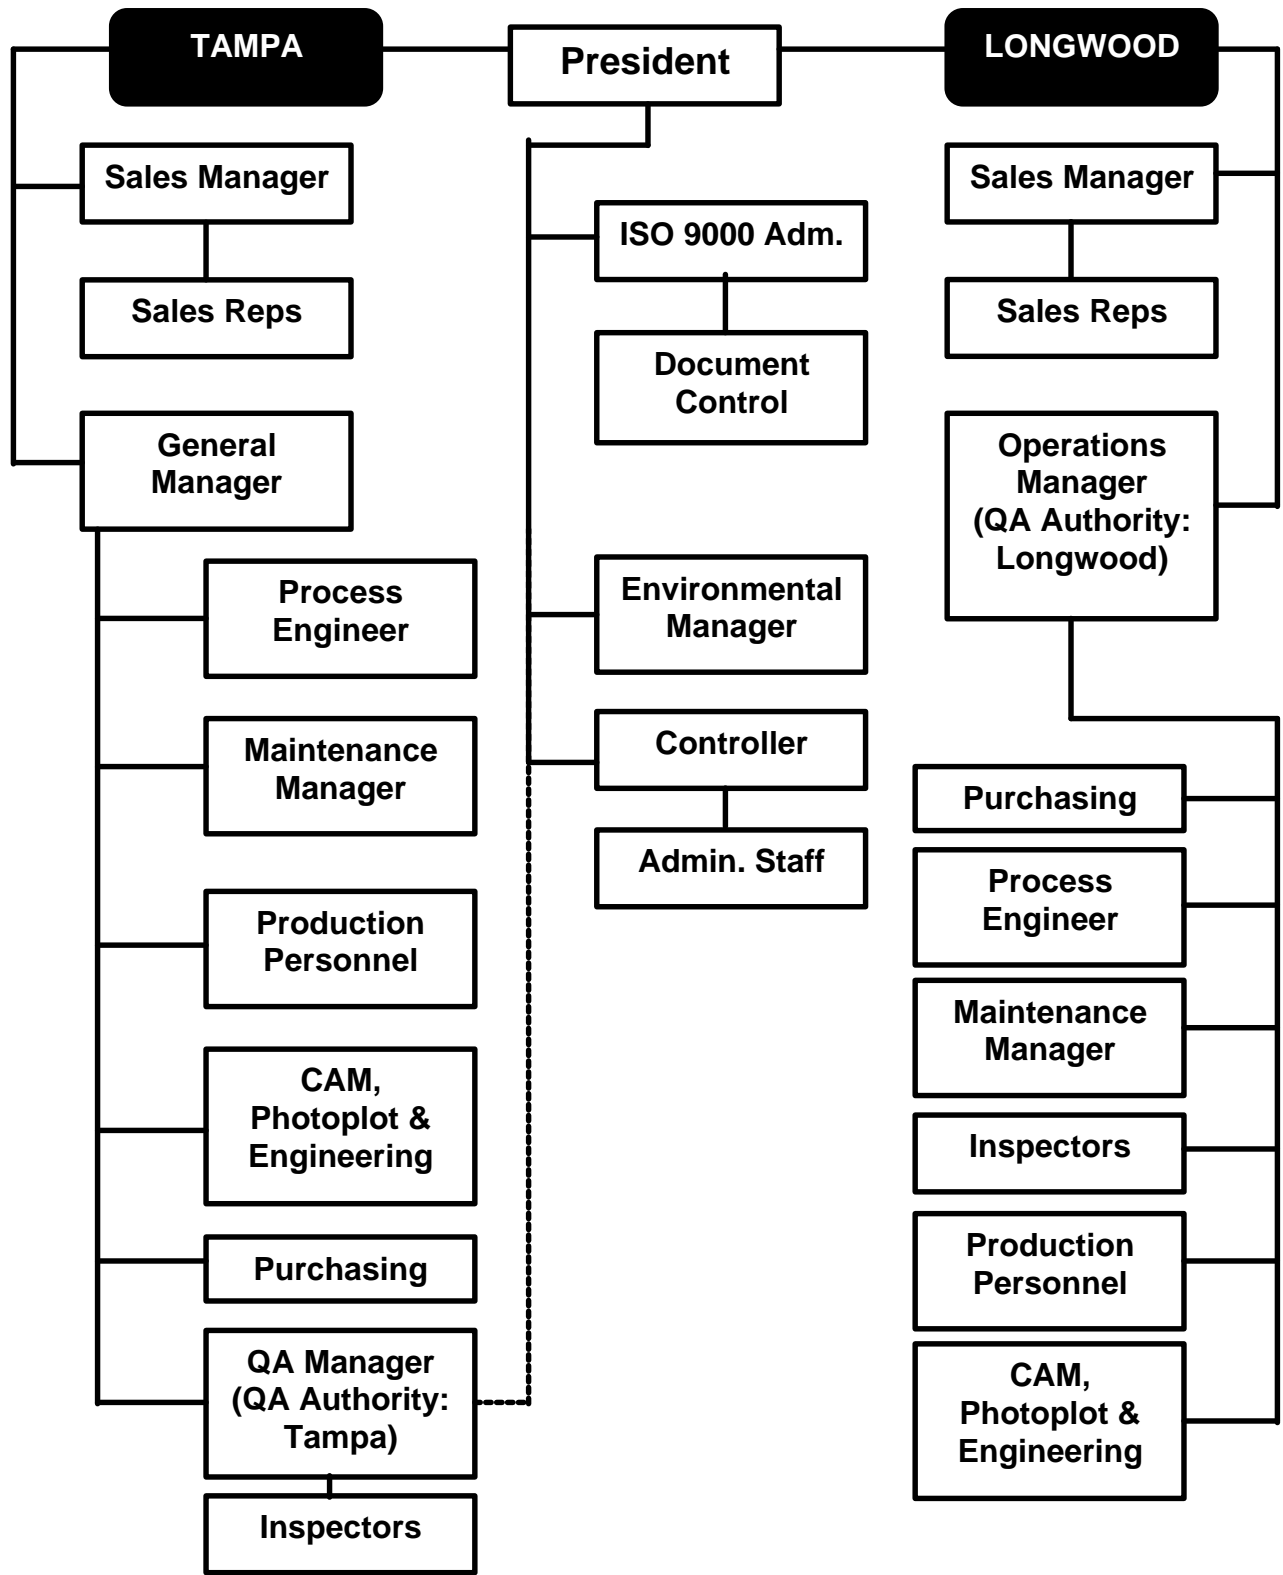 TAMPA
President
LONGWOOD
Sales Manager
Sales Reps
General
Manager
Process
Engineer
Maintenance
Manager
Production
Personnel
CAM,
Photoplot &
Engineering
Purchasing
QA Manager
(QA Authority:
Tampa)
Inspectors
ISO 9000 Adm.
Document
Control
Environmental
Manager
Controller
Admin. Staff
Sales Manager
Sales Reps
Operations
Manager
(QA Authority:
Longwood)
Purchasing
Process
Engineer
Maintenance
Manager
Inspectors
Production
Personnel
CAM,
Photoplot &
Engineering